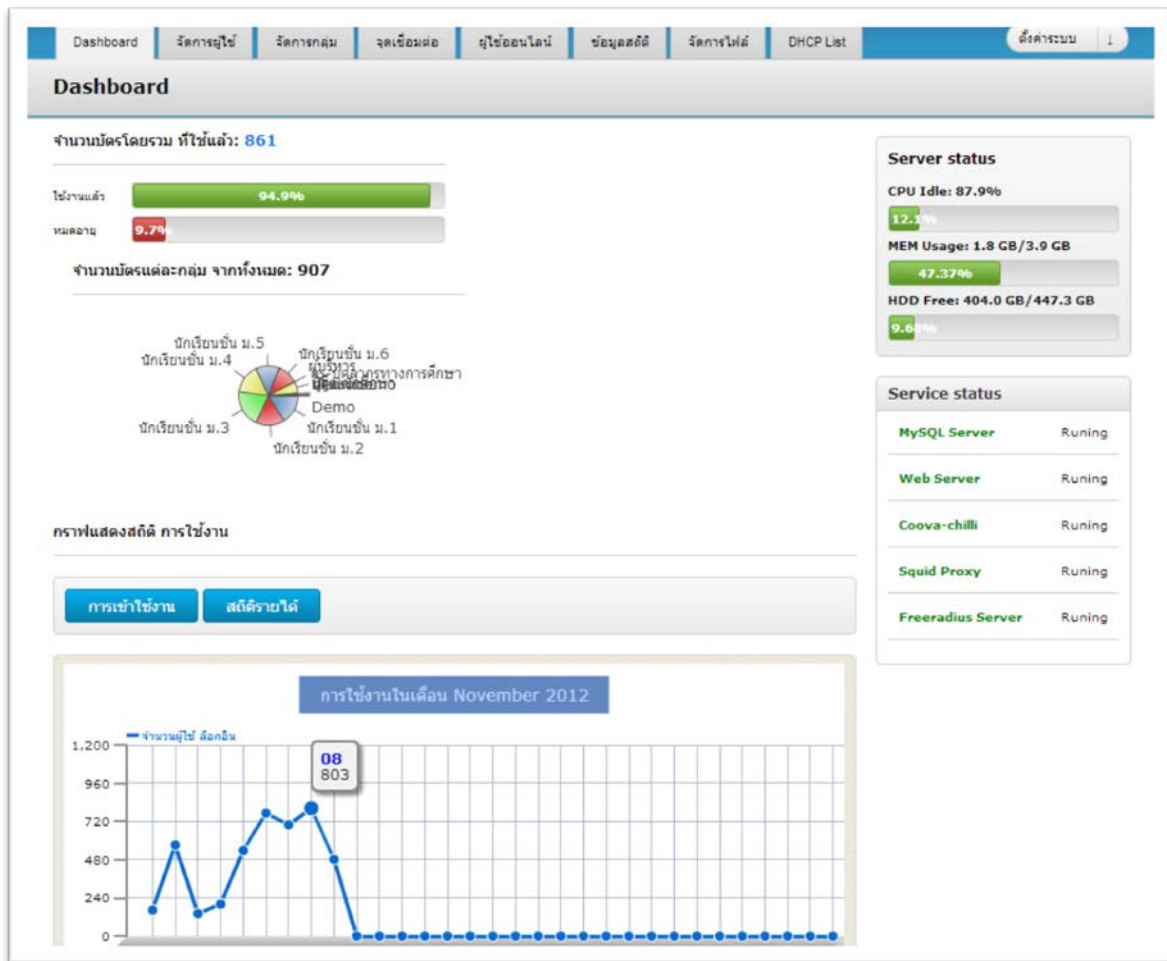 Dashboard จัดการผู้ใช้ จัดการกลุ่ม จุดเชื่อมต่อ ผู้ใช้ออนไลน์ ข้อมูลสถิติ จัดการไฟล์ DHCP List ตั้งค่าระบบ ↓
Dashboard
จำนวนบัตรโดยรวม ที่ใช้แล้ว: 861
ใช้งานแล้ว 94.9%
หมดอายุ 9.7%
จำนวนบัตรแต่ละกลุ่ม จากทั้งหมด: 907
นักเรียนชั้น ม.5
นักเรียนชั้น ม.6
นักเรียนชั้น ม.4
ผู้บริหาร
Demo
นักเรียนชั้น ม.3
นักเรียนชั้น ม.1
นักเรียนชั้น ม.2
กราฟแสดงสถิติ การใช้งาน
การเข้าใช้งาน สถิติรายได้
การใช้งานในเดือน November 2012
จำนวนผู้ใช้ ล็อกอิน
1,200
960
720
480
240
0
08
803
Server status
CPU Idle: 87.9%
12.1%
MEM Usage: 1.8 GB/3.9 GB
47.37%
HDD Free: 404.0 GB/447.3 GB
9.68%
Service status
MySQL Server Runing
Web Server Runing
Coova-chilli Runing
Squid Proxy Runing
Freeradius Server Runing